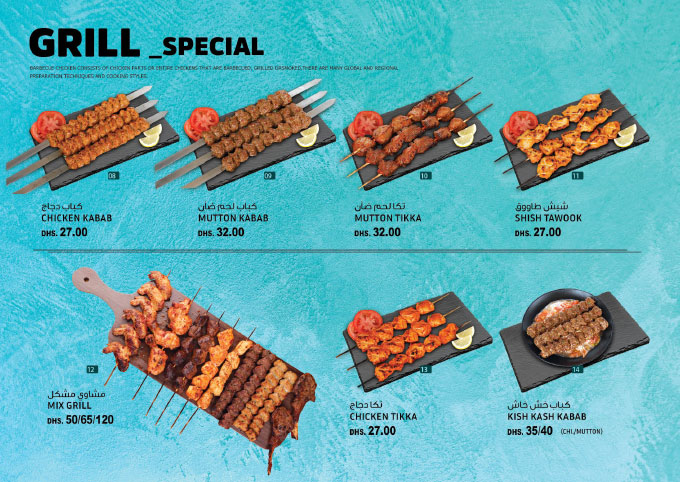 GRILL _SPECIAL
BARBECUE CHICKEN CONSISTS OF CHICKEN PARTS OR ENTIRE CHICKENS THAT ARE BARBECUED, GRILLED OR SMOKED.THERE ARE MANY GLOBAL AND REGIONAL
PREPARATION TECHNIQUES AND COOKING STYLES.
08
كباب دجاج
CHICKEN KABAB
DHS. 27.00
09
كباب لحم ضان
MUTTON KABAB
DHS. 32.00
10
تكا لحم ضان
MUTTON TIKKA
DHS. 32.00
11
شيش طاووق
SHISH TAWOOK
DHS. 27.00
12
مشاوي مشكل
MIX GRILL
DHS. 50/65/120
13
تكا دجاج
CHICKEN TIKKA
DHS. 27.00
14
كباب خش خاش
KISH KASH KABAB
DHS. 35/40 (CHI./MUTTON)